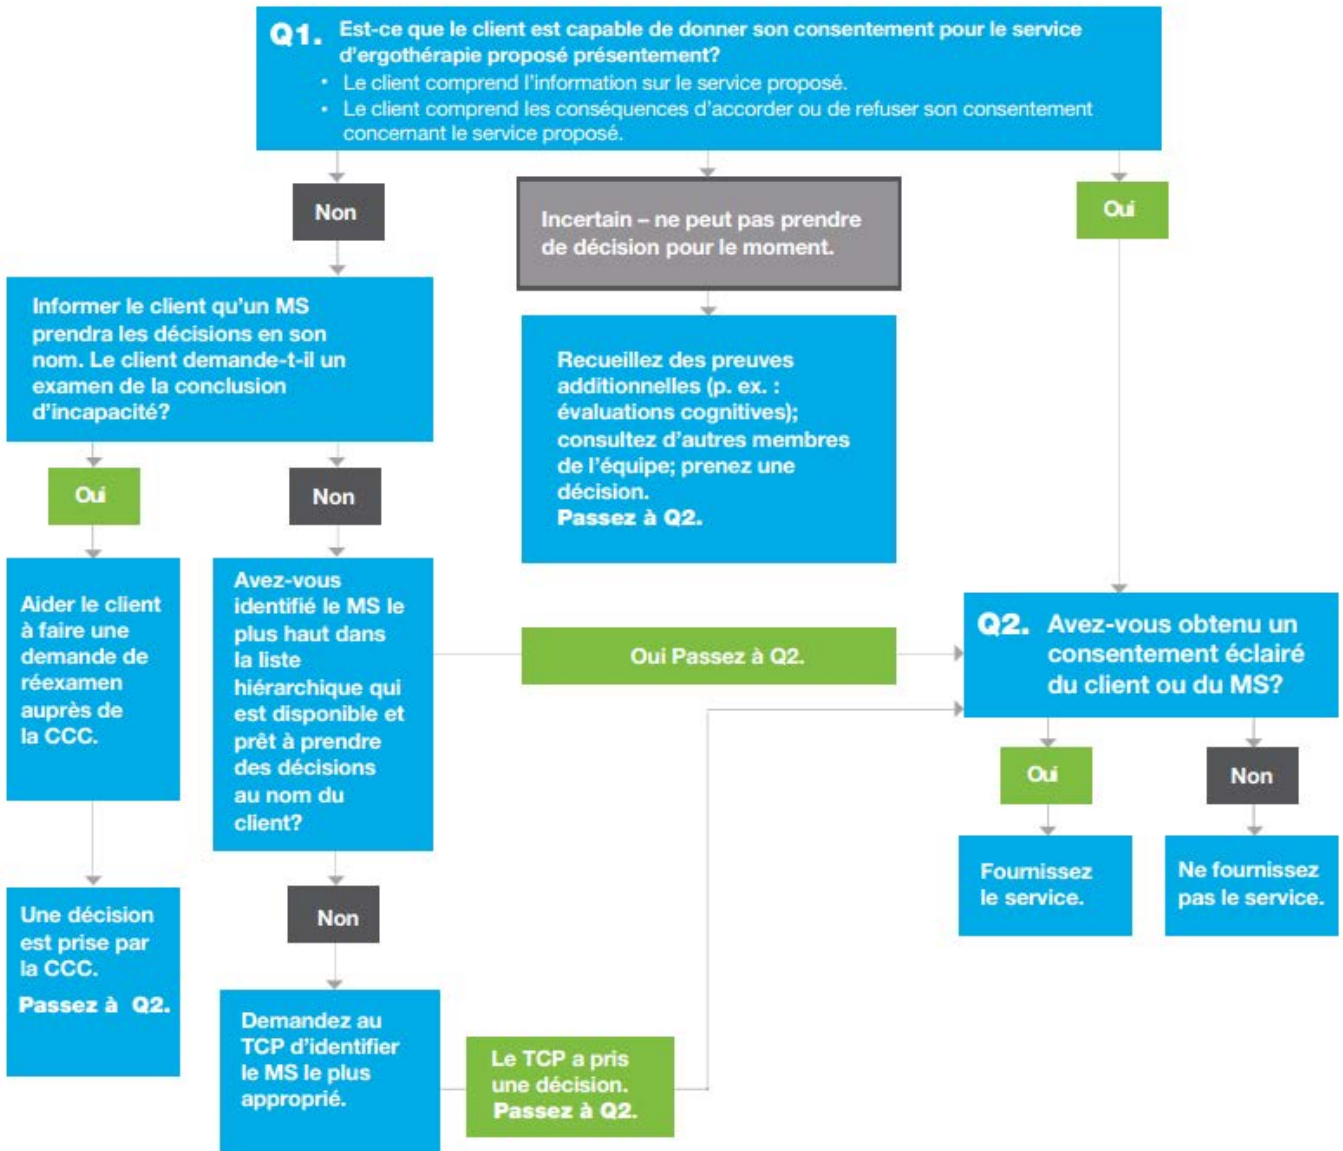 Q1. Est-ce que le client est capable de donner son consentement pour le service
d'ergothérapie proposé présentement?
• Le client comprend l'information sur le service proposé.
• Le client comprend les conséquences d'accorder ou de refuser son consentement
concernant le service proposé.
Non
Incertain – ne peut pas prendre
de décision pour le moment.
Oui
Informer le client qu'un MS
prendra les décisions en son
nom. Le client demande-t-il un
examen de la conclusion
d'incapacité?
Recueillez des preuves
additionnelles (p. ex. :
évaluations cognitives);
consultez d'autres membres
de l'équipe; prenez une
décision.
Passez à Q2.
Oui
Non
Aider le client
à faire une
demande de
réexamen
auprès de
la CCC.
Avez-vous
identifié le MS le
plus haut dans
la liste
hiérarchique qui
est disponible et
prêt à prendre
des décisions
au nom du
client?
Oui Passez à Q2.
Q2. Avez-vous obtenu un
consentement éclairé
du client ou du MS?
Oui
Non
Fournissez
le service.
Ne fournissez
pas le service.
Une décision
est prise par
la CCC.
Passez à Q2.
Non
Demandez au
TCP d'identifier
le MS le plus
approprié.
Le TCP a pris
une décision.
Passez à Q2.